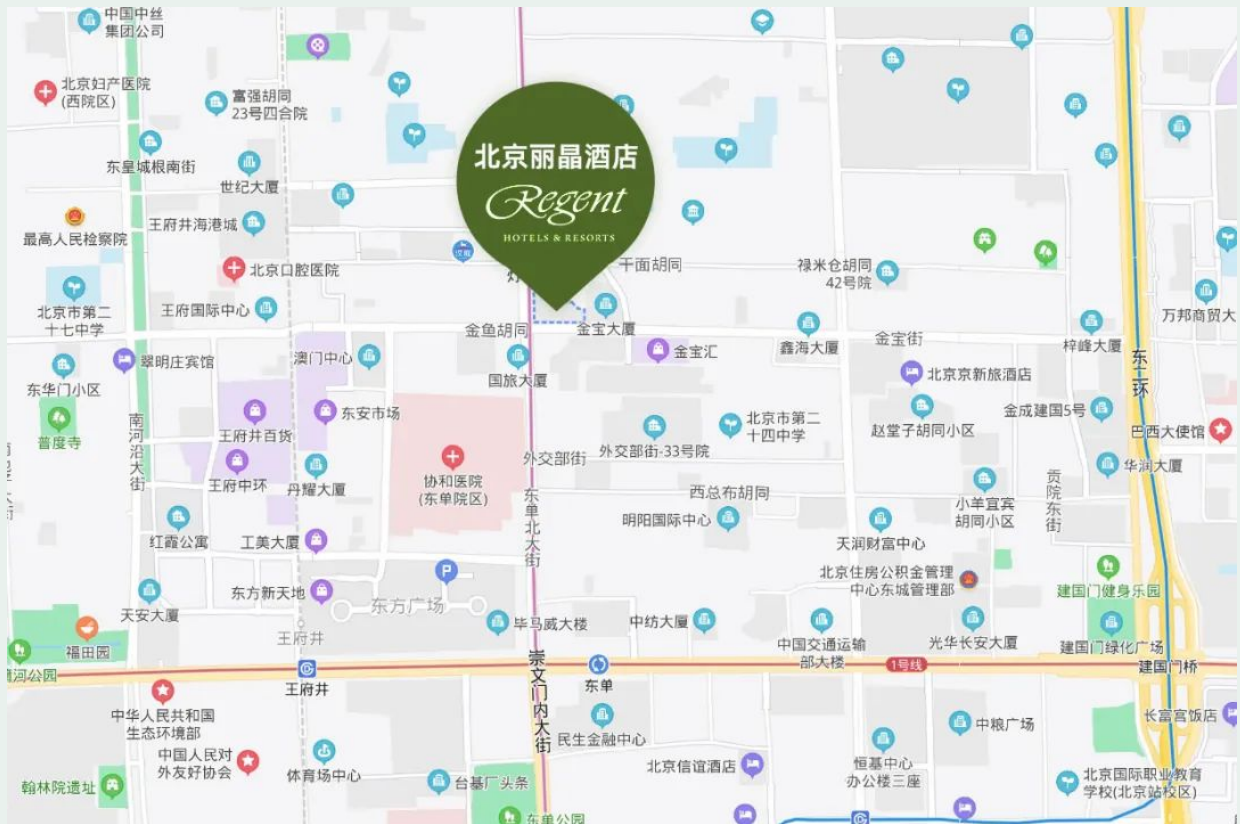 中国中丝
集团公司
北京妇产医院
(西院区)
富强胡同
23号四合院
东皇城根南街
世纪大厦
北京丽晶酒店
Regent
HOTELS & RESORTS
最高人民检察院
王府井海港城
北京口腔医院
干面胡同
禄米仓胡同
42号院
北京市第二
十七中学
王府国际中心
灯
金鱼胡同
金宝大厦
鑫海大厦
金宝街
梓峰大厦
万邦商贸大
东华门小区
翠明庄宾馆
澳门中心
国旅大厦
金宝汇
北京京新旅酒店
东二环
普度寺
南河沿大街
王府井百货
东安市场
外交部街
外交部街-33号院
北京市第二
十四中学
赵堂子胡同小区
金成建国5号
巴西大使馆
王府中环
丹耀大厦
协和医院
(东单院区)
东单北大街
西总布胡同
明阳国际中心
小羊宜宾
胡同小区
贡院东街
华润大厦
红霞公寓
工美大厦
天润财富中心
天安大厦
东方新天地
东方广场
北京住房公积金管理
中心东城管理部
建国门健身乐园
福田园
王府井
毕马威大楼
中纺大厦
中国交通运输
部大楼
光华长安大厦
建国门绿化广场
河公园
王府井
崇文门内大街
东单
1号线
建国门桥
中华人民共和国
生态环境部
中国人民对
外友好协会
体育场中心
民生金融中心
中粮广场
长富宫饭店
翰林院遗址
台基厂头条
北京信谊酒店
恒基中心
办公楼三座
北京国际职业教育
学校(北京站校区)
东单公园